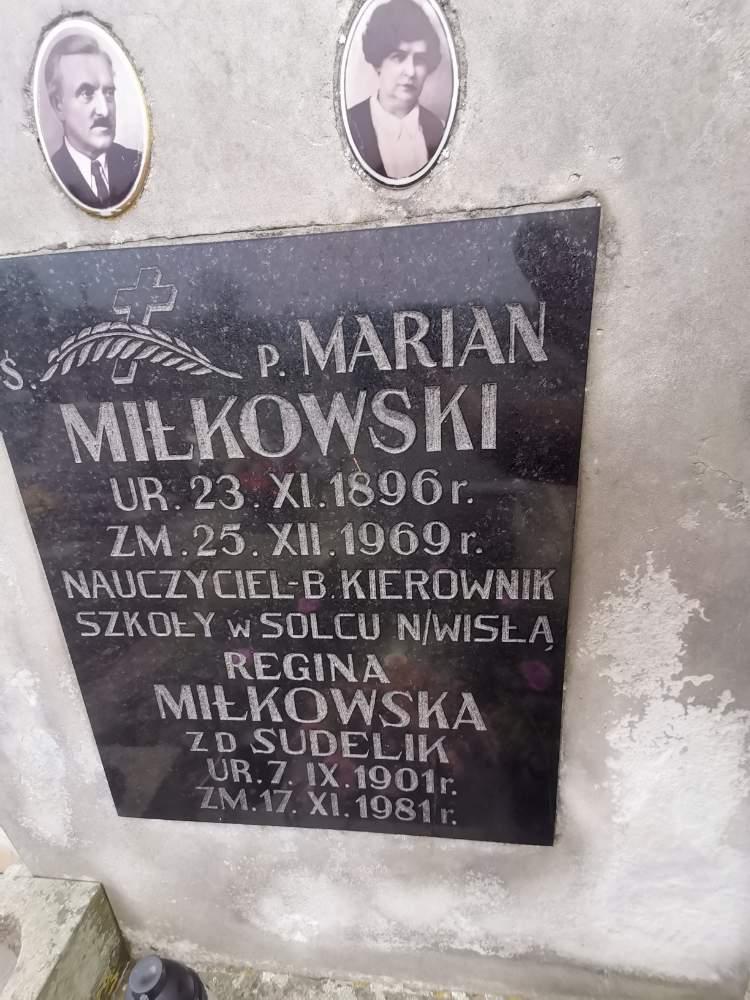 Ś. P. MARIAN
MIŁKOWSKI
UR. 23. XI. 1896 r.
ZM. 25. XII. 1969 r.
NAUCZYCIEL-B. KIEROWNIK
SZKOŁY w SOLCU N/WISŁĄ
REGINA
MIŁKOWSKA
Z D SUDELIK
UR. 7. IX. 1901 r.
ZM. 17. XI. 1981 r.